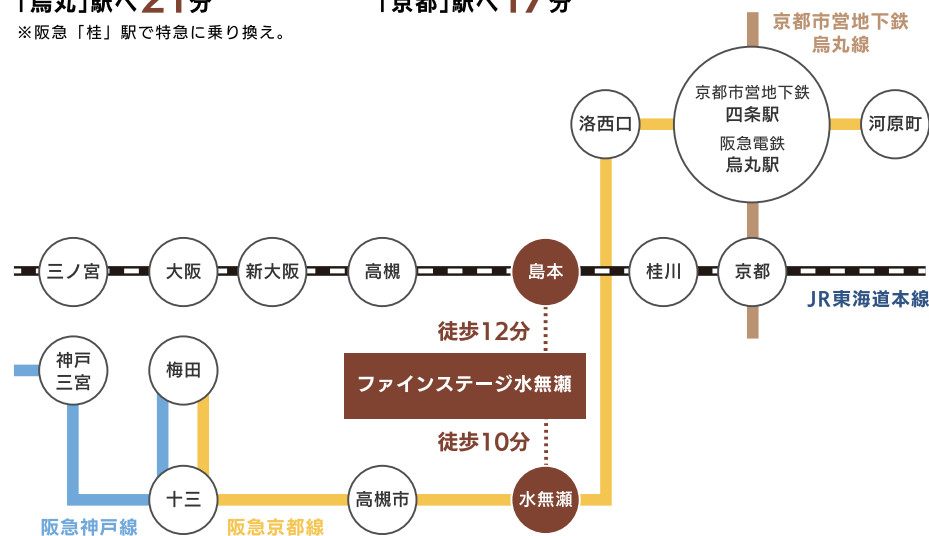 「烏丸」駅へ21分
「京都」駅へ17分
※阪急「桂」駅で特急に乗り換え。
京都市営地下鉄
烏丸線
京都市営地下鉄
四条駅
阪急電鉄
烏丸駅
洛西口
河原町
三ノ宮
大阪
新大阪
高槻
島本
桂川
京都
JR東海道本線
徒歩12分
神戸
三宮
梅田
ファインステージ水無瀬
徒歩10分
十三
高槻市
水無瀬
阪急神戸線
阪急京都線